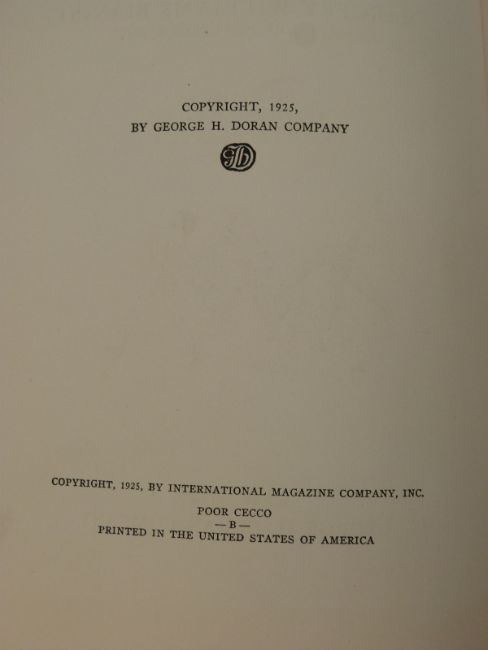 COPYRIGHT, 1925,
BY GEORGE H. DORAN COMPANY
COPYRIGHT, 1925, BY INTERNATIONAL MAGAZINE COMPANY, INC.
POOR CECCO
— B —
PRINTED IN THE UNITED STATES OF AMERICA